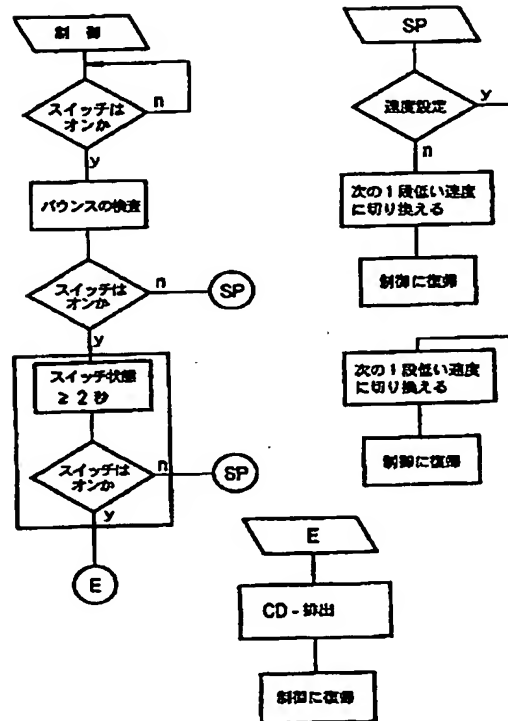 制 御
スイッチは
オンか
n
y
バウンスの検査
スイッチは
オンか
n
SP
y
スイッチ状態
≥ 2 秒
スイッチは
オンか
n
SP
y
E
SP
速度設定
y
n
次の1段低い速度
に切り換える
制御に復帰
次の1段低い速度
に切り換える
制御に復帰
E
CD - 排出
制御に復帰